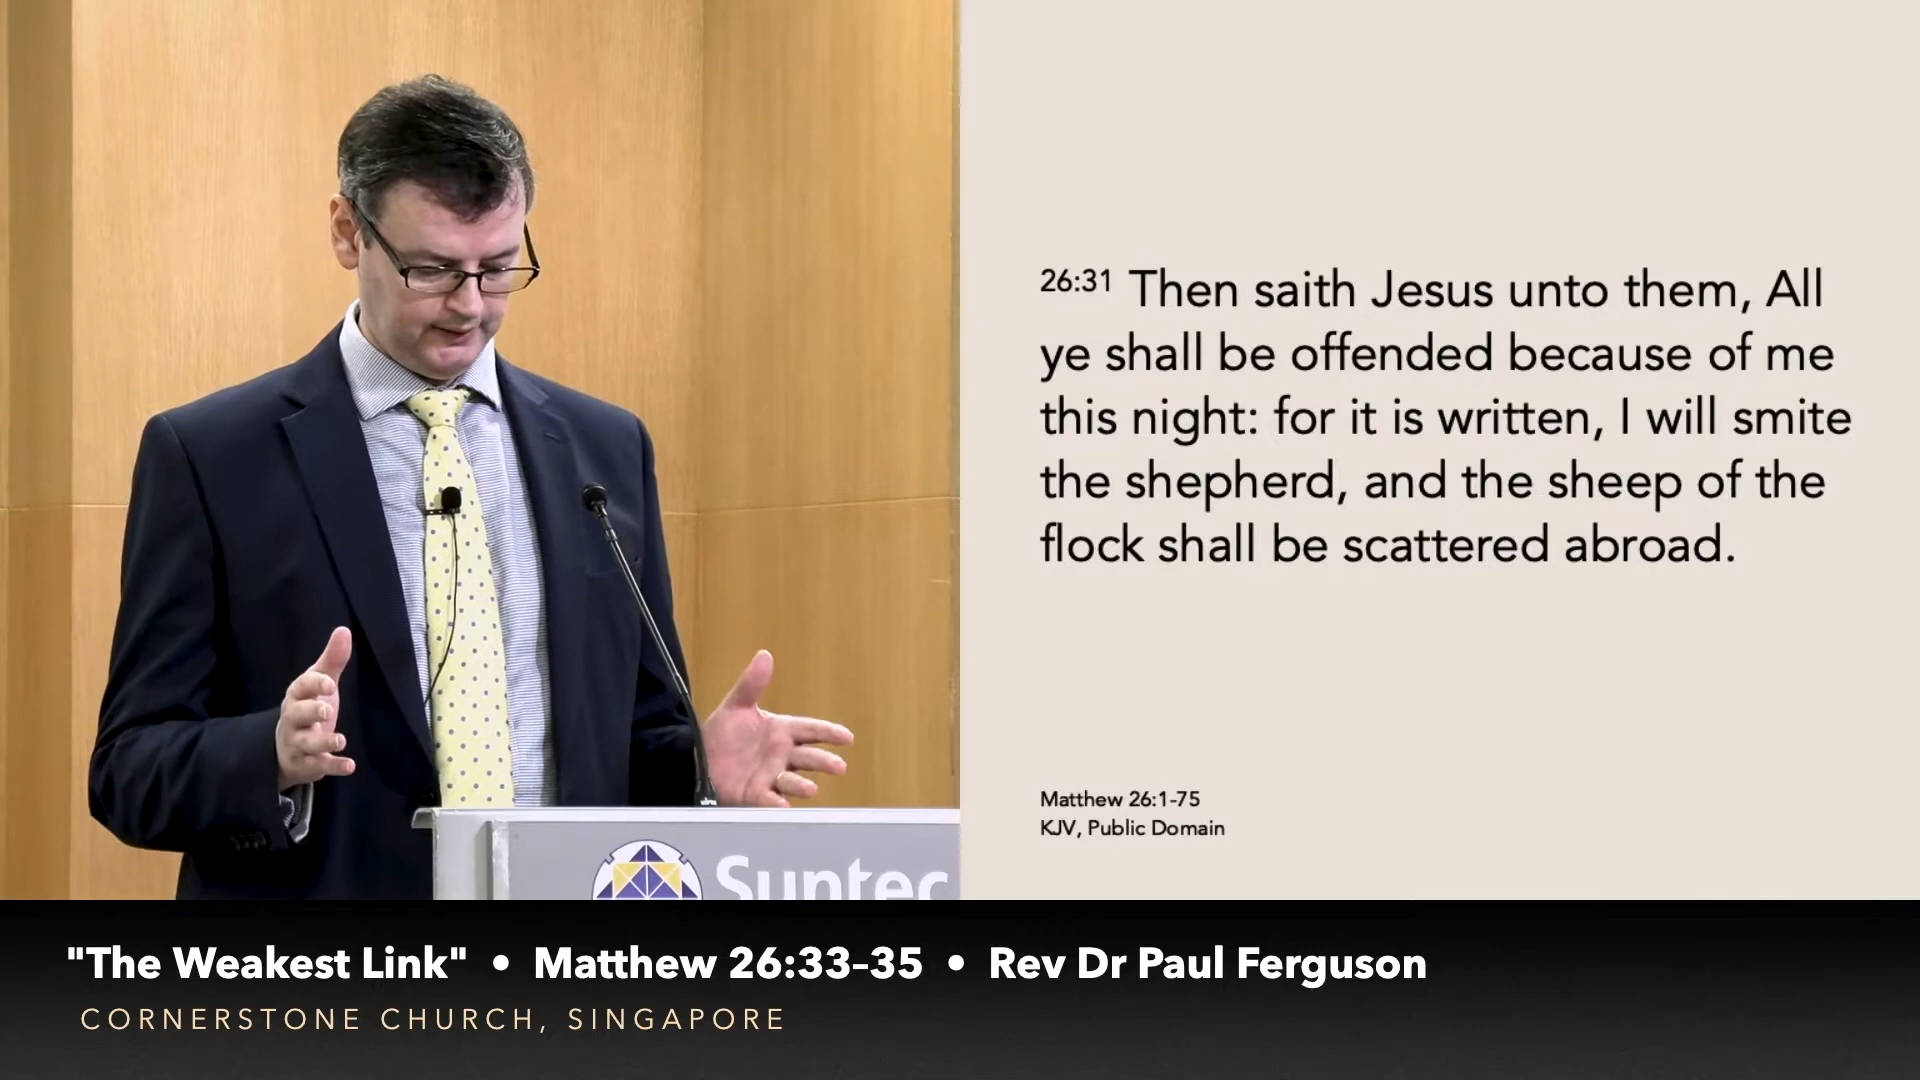 26:31 Then saith Jesus unto them, All
ye shall be offended because of me
this night: for it is written, I will smite
the shepherd, and the sheep of the
flock shall be scattered abroad.
Matthew 26:1-75
KJV, Public Domain
Suntec
"The Weakest Link" • Matthew 26:33–35 • Rev Dr Paul Ferguson
CORNERSTONE CHURCH, SINGAPORE